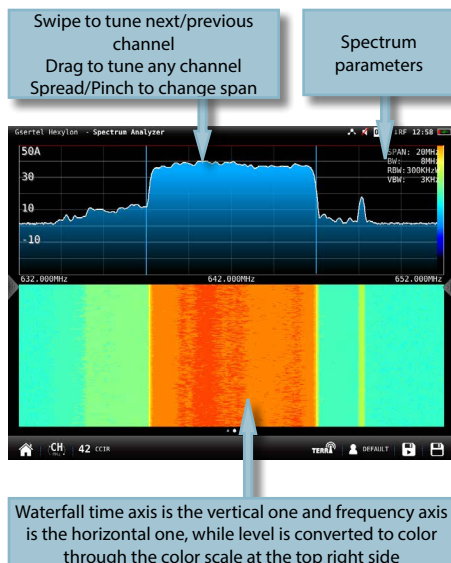 Swipe to tune next/previous
channel
Drag to tune any channel
Spread/Pinch to change span
Spectrum
parameters
Gsertel Hexylon - Spectrum Analyzer
RF 12:58
50A
30
10
-10
SPAN: 20MHz
BW: 8MHz
RBW:300KHz
VBW: 3KHz
632.000MHz 642.000MHz 652.000MHz
CH 42 CCIR TERRA DEFAULT
Waterfall time axis is the vertical one and frequency axis
is the horizontal one, while level is converted to color
through the color scale at the top right side